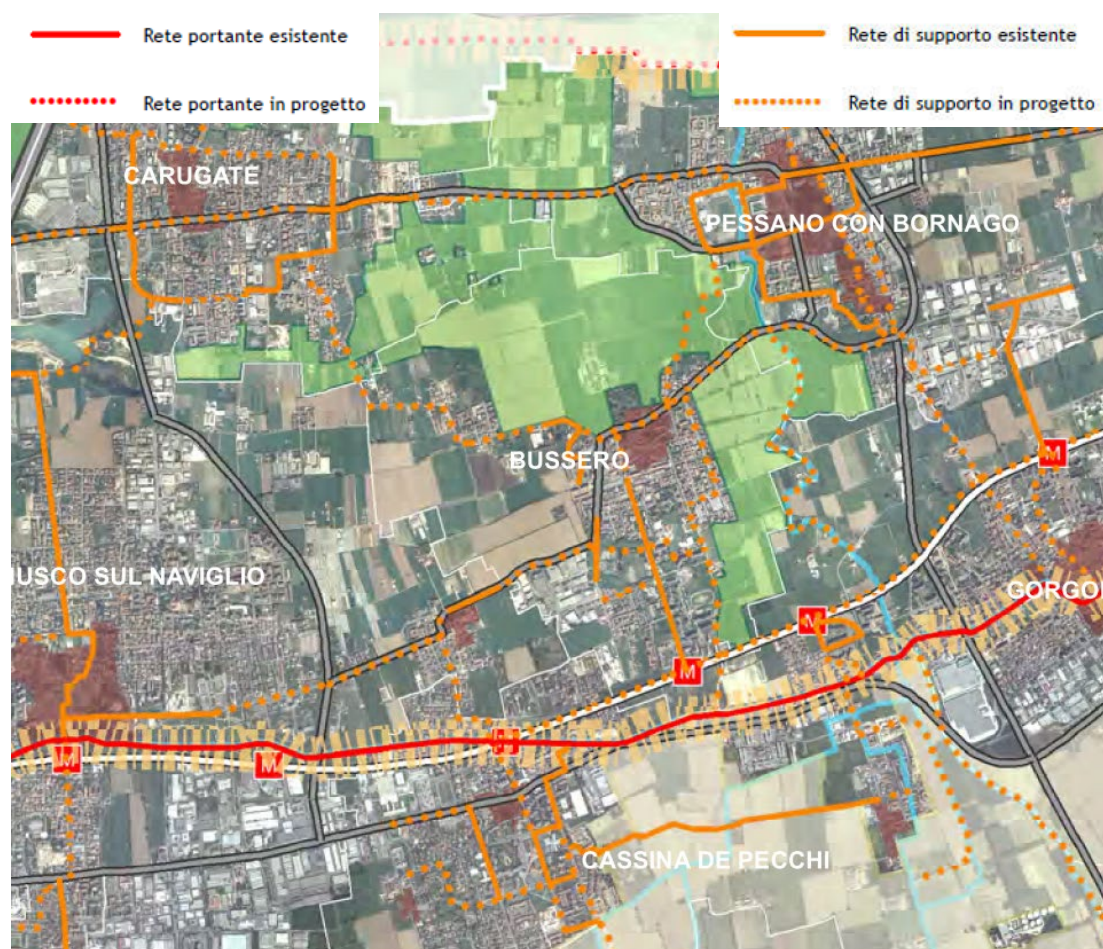 Rete portante esistente
Rete di supporto esistente
Rete portante in progetto
Rete di supporto in progetto
CARUGATE
PESSANO CON BORNAGO
BUSSERO
M
NUSCO SUL NAVIGLIO
GORGO
M
M
M
M
M
CASSINA DE PECCHI